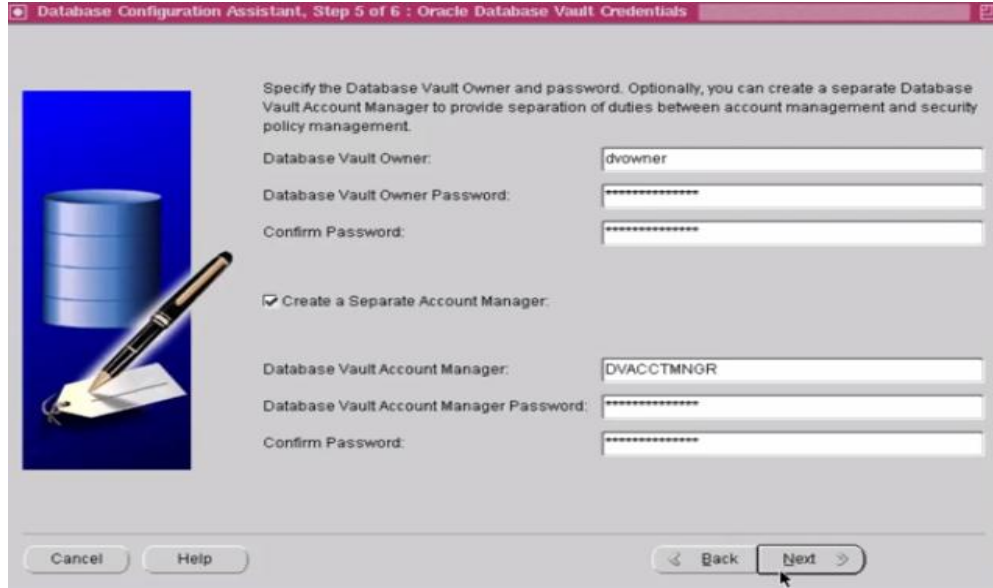 Database Configuration Assistant, Step 5 of 6 : Oracle Database Vault Credentials
Specify the Database Vault Owner and password. Optionally, you can create a separate Database
Vault Account Manager to provide separation of duties between account management and security
policy management.
Database Vault Owner: dvowner
Database Vault Owner Password: **************
Confirm Password: **************
Create a Separate Account Manager:
Database Vault Account Manager: DVACCTMNGR
Database Vault Account Manager Password: **************
Confirm Password: **************
Cancel Help Back Next